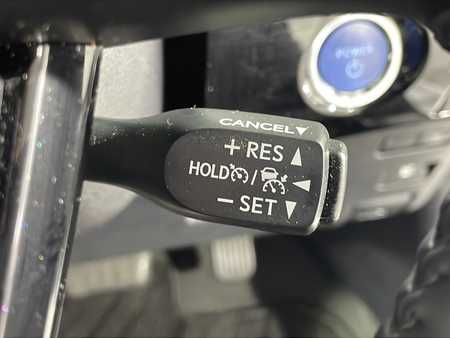 POWER
CANCEL
+ RES
HOLD /
− SET